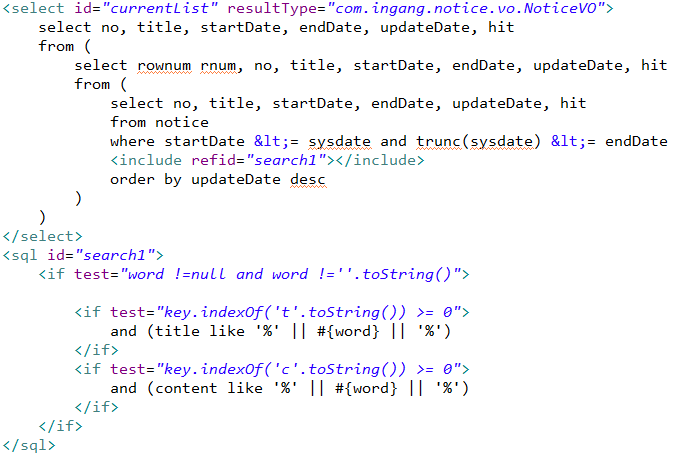 <select id="currentList" resultType="com.ingang.notice.vo.NoticeVO">
    select no, title, startDate, endDate, updateDate, hit
    from (
        select rownum rnum, no, title, startDate, endDate, updateDate, hit
        from (
            select no, title, startDate, endDate, updateDate, hit
            from notice
            where startDate &lt;= sysdate and trunc(sysdate) &lt;= endDate
            <include refid="search1"></include>
            order by updateDate desc
        )
    )
</select>
<sql id="search1">
    <if test="word !=null and word !=''.toString()">
        <if test="key.indexOf('t'.toString()) >= 0">
            and (title like '%' || #{word} || '%')
        </if>
        <if test="key.indexOf('c'.toString()) >= 0">
            and (content like '%' || #{word} || '%')
        </if>
    </if>
</sql>